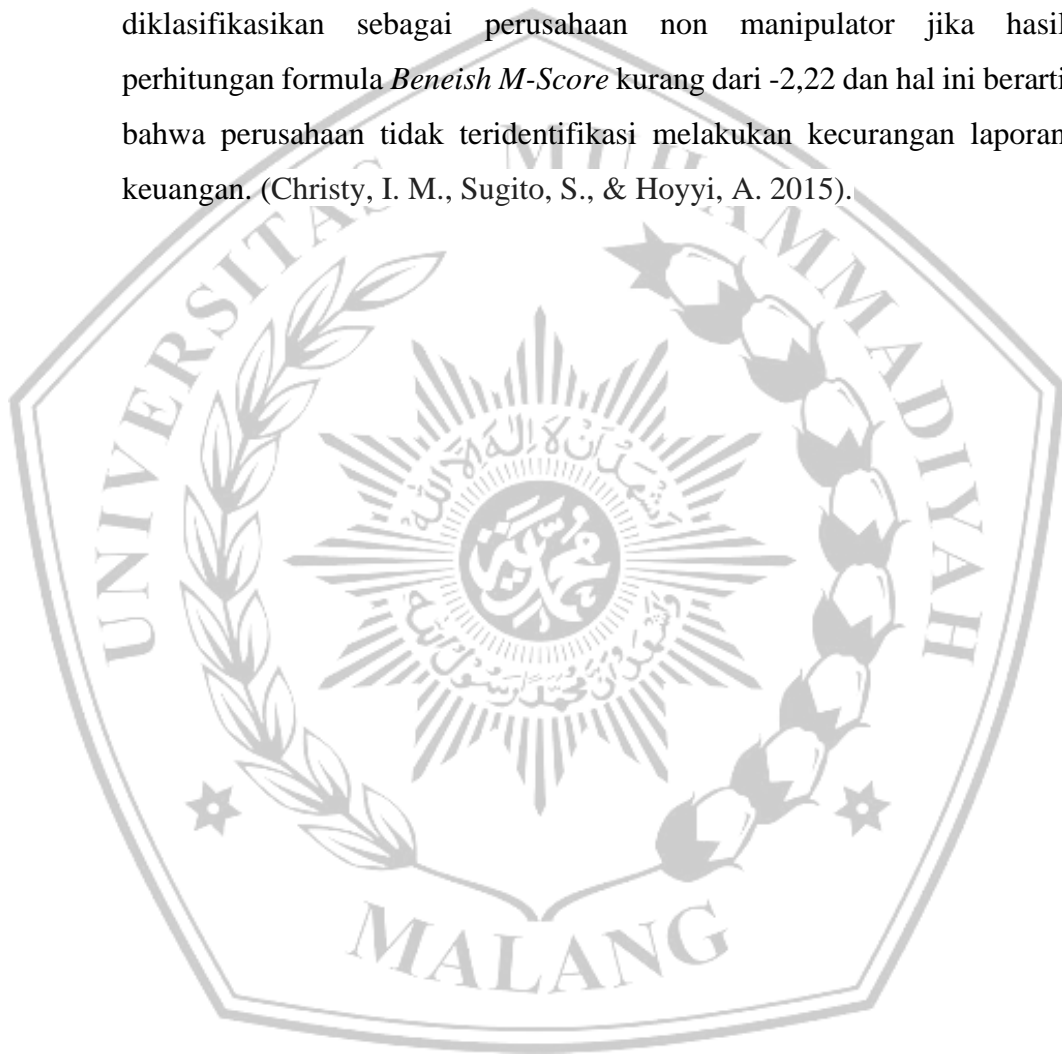 diklasifikasikan sebagai perusahaan non manipulator jika hasil
perhitungan formula Beneish M-Score kurang dari -2,22 dan hal ini berarti
bahwa perusahaan tidak teridentifikasi melakukan kecurangan laporan
keuangan. (Christy, I. M., Sugito, S., & Hoyyi, A. 2015).
UNIVERSITAS MUHAMMADIYAH
MALANG